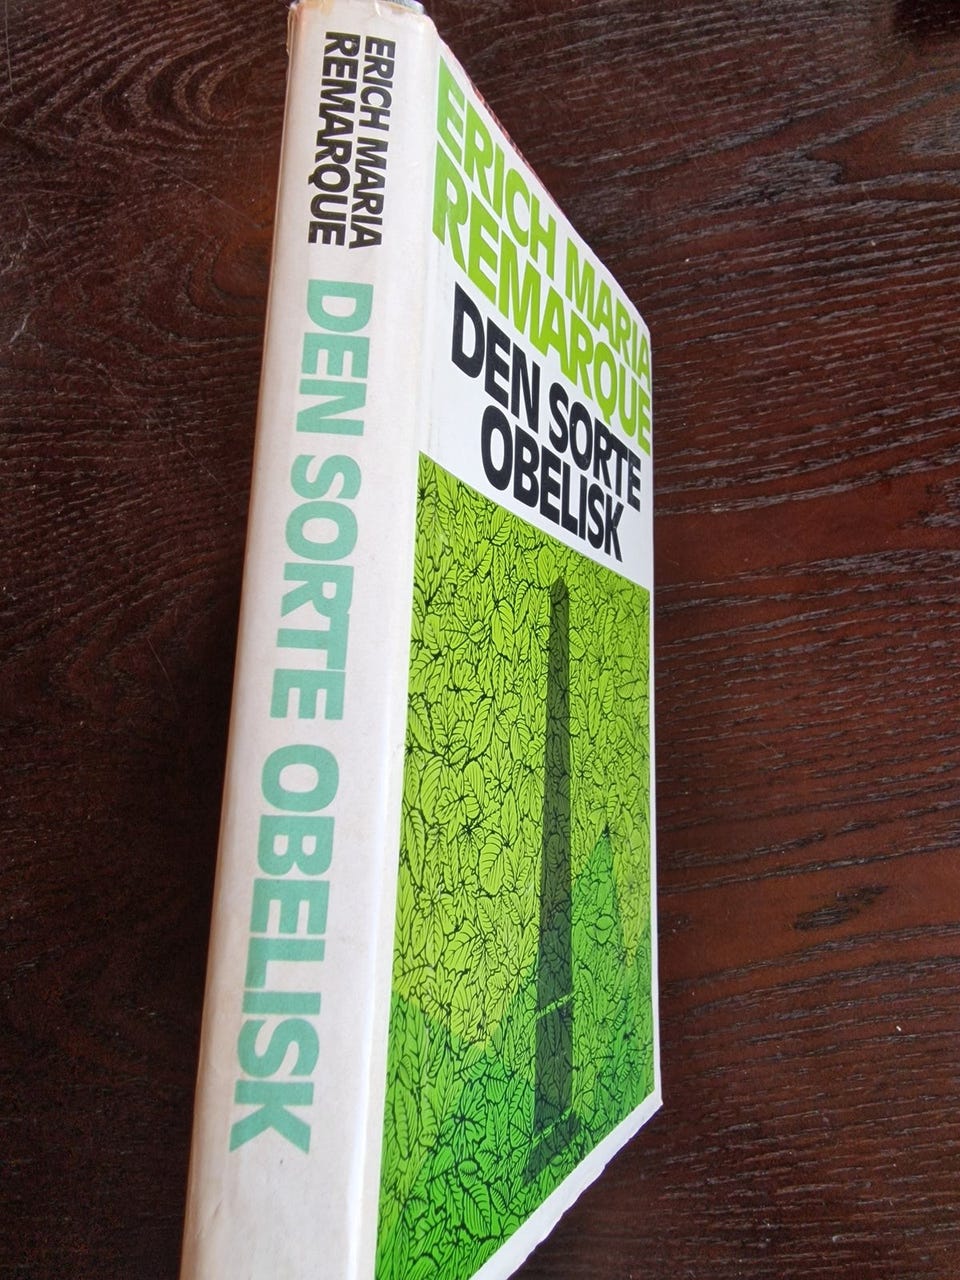 ERICH MARIA
REMARQUE
DEN SORTE OBELISK
ERICH MARIA
REMARQUE
DEN SORTE
OBELISK